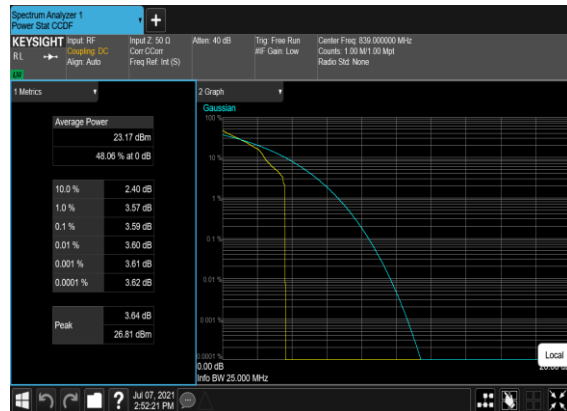 Spectrum Analyzer 1
Power Stat CCDF
KEYSIGHT
RL
Input: RF
Coupling: DC
Align: Auto
Input Z: 50 Ω
Corr CCorr
Freq Ref: Int (S)
Atten: 40 dB
Trig: Free Run
#IF Gain: Low
Center Freq: 839.000000 MHz
Counts: 1.00 M/1.00 Mpt
Radio Std: None
1 Metrics
Average Power
23.17 dBm
48.06 % at 0 dB
10.0 % 2.40 dB
1.0 % 3.57 dB
0.1 % 3.59 dB
0.01 % 3.60 dB
0.001 % 3.61 dB
0.0001 % 3.62 dB
Peak
3.64 dB
26.81 dBm
2 Graph
Gaussian
100 %
10 %
1 %
0.1 %
0.01 %
0.001 %
0.0001 %
0.00 dB
Info BW 25.000 MHz
Local
Jul 07, 2021
2:52:21 PM